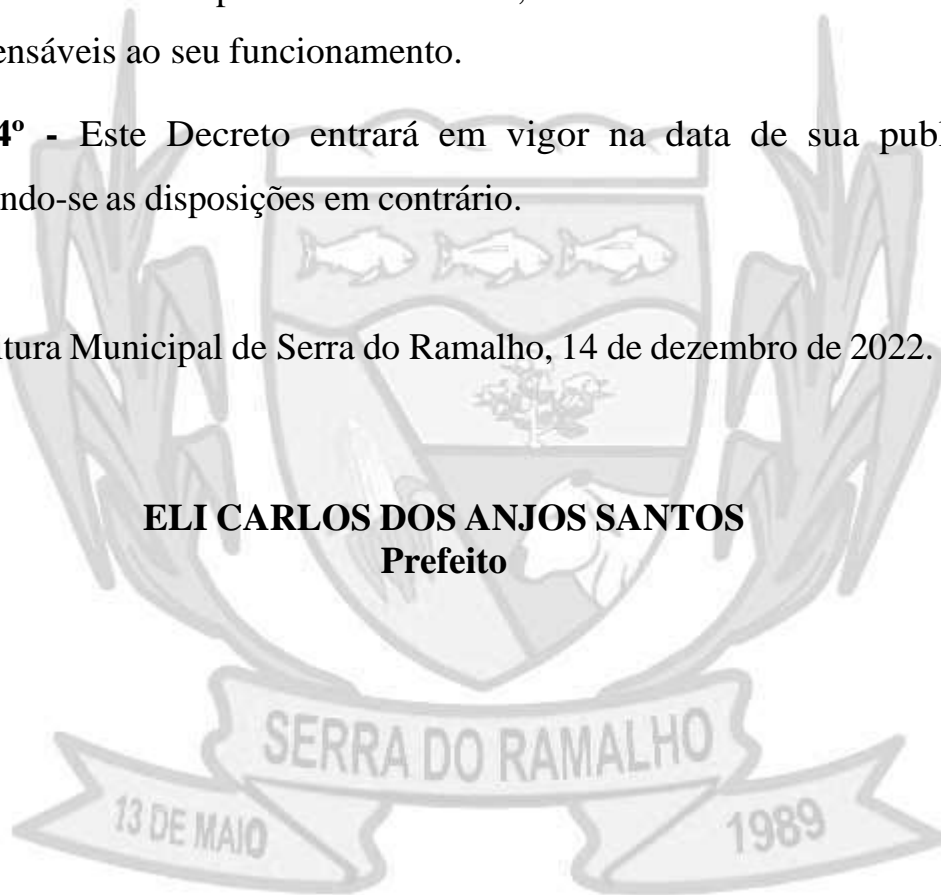 ensáveis ao seu funcionamento.
4º - Este Decreto entrará em vigor na data de sua publ
ndo-se as disposições em contrário.
itura Municipal de Serra do Ramalho, 14 de dezembro de 2022.
ELI CARLOS DOS ANJOS SANTOS
Prefeito
SERRA DO RAMALHO
13 DE MAIO
1989